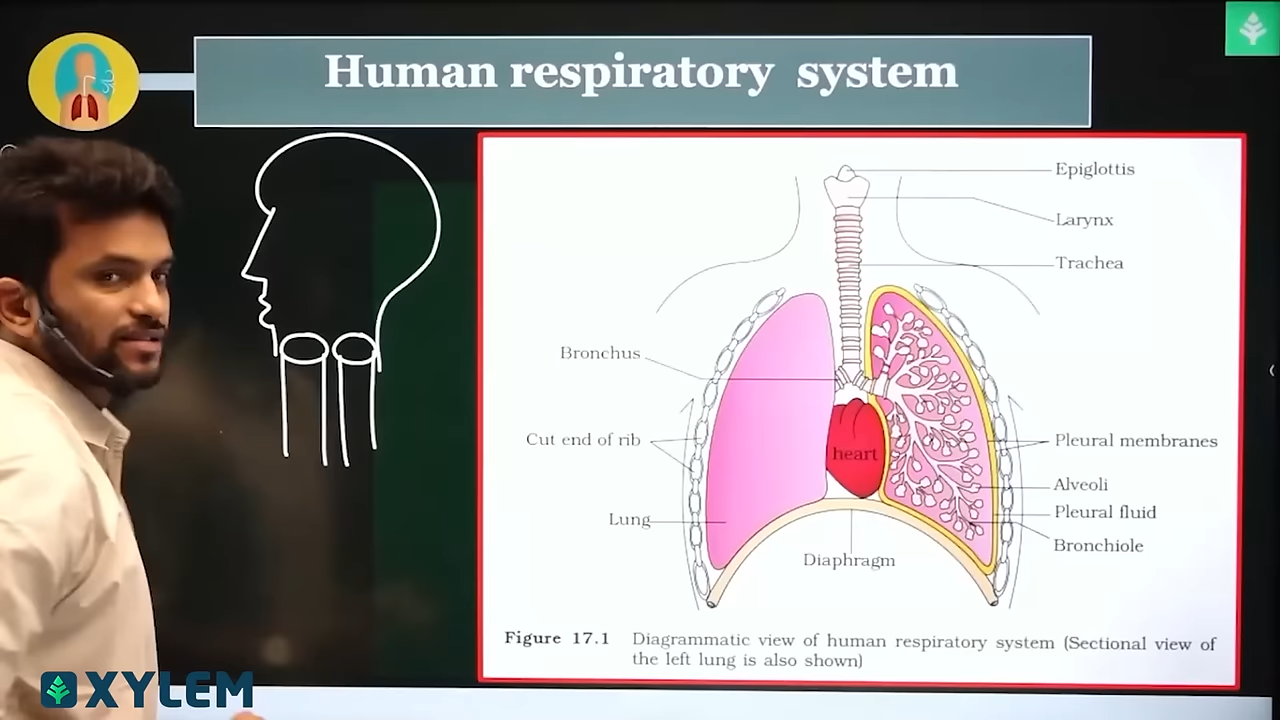 Human respiratory system
Epiglottis
Larynx
Trachea
Bronchus
Cut end of rib
heart
Pleural membranes
Alveoli
Lung
Pleural fluid
Bronchiole
Diaphragm
Figure 17.1 Diagrammatic view of human respiratory system (Sectional view of
the left lung is also shown)
XYLEM